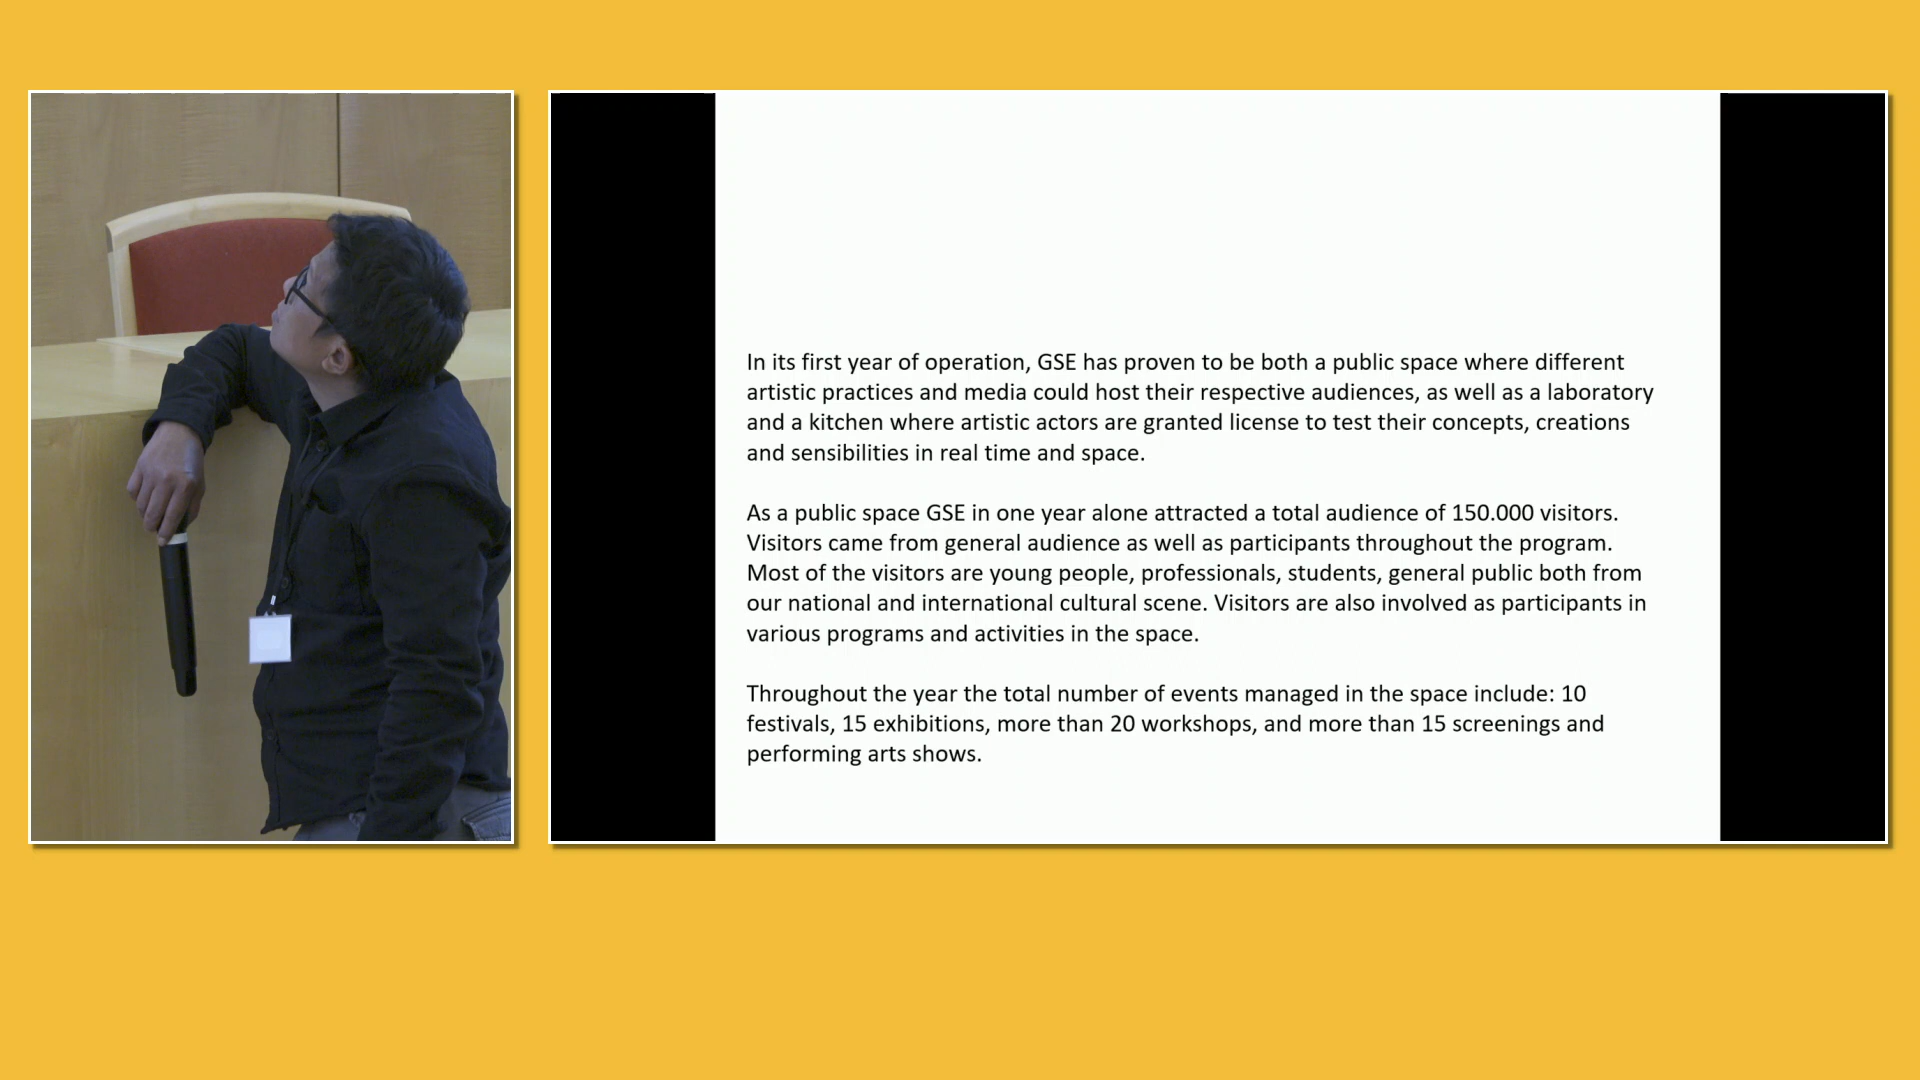 In its first year of operation, GSE has proven to be both a public space where different
artistic practices and media could host their respective audiences, as well as a laboratory
and a kitchen where artistic actors are granted license to test their concepts, creations
and sensibilities in real time and space.
As a public space GSE in one year alone attracted a total audience of 150.000 visitors.
Visitors came from general audience as well as participants throughout the program.
Most of the visitors are young people, professionals, students, general public both from
our national and international cultural scene. Visitors are also involved as participants in
various programs and activities in the space.
Throughout the year the total number of events managed in the space include: 10
festivals, 15 exhibitions, more than 20 workshops, and more than 15 screenings and
performing arts shows.